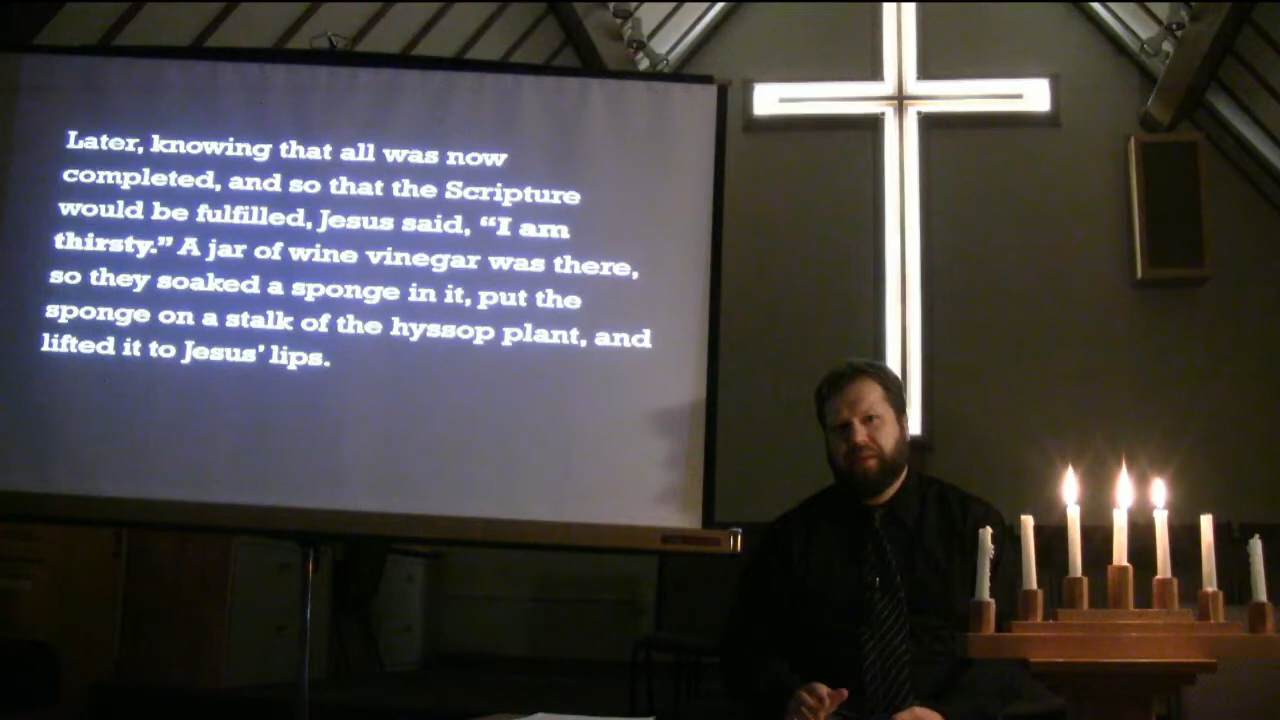 Later, knowing that all was now
completed, and so that the Scripture
would be fulfilled, Jesus said, “I am
thirsty.” A jar of wine vinegar was there,
so they soaked a sponge in it, put the
sponge on a stalk of the hyssop plant, and
lifted it to Jesus’ lips.